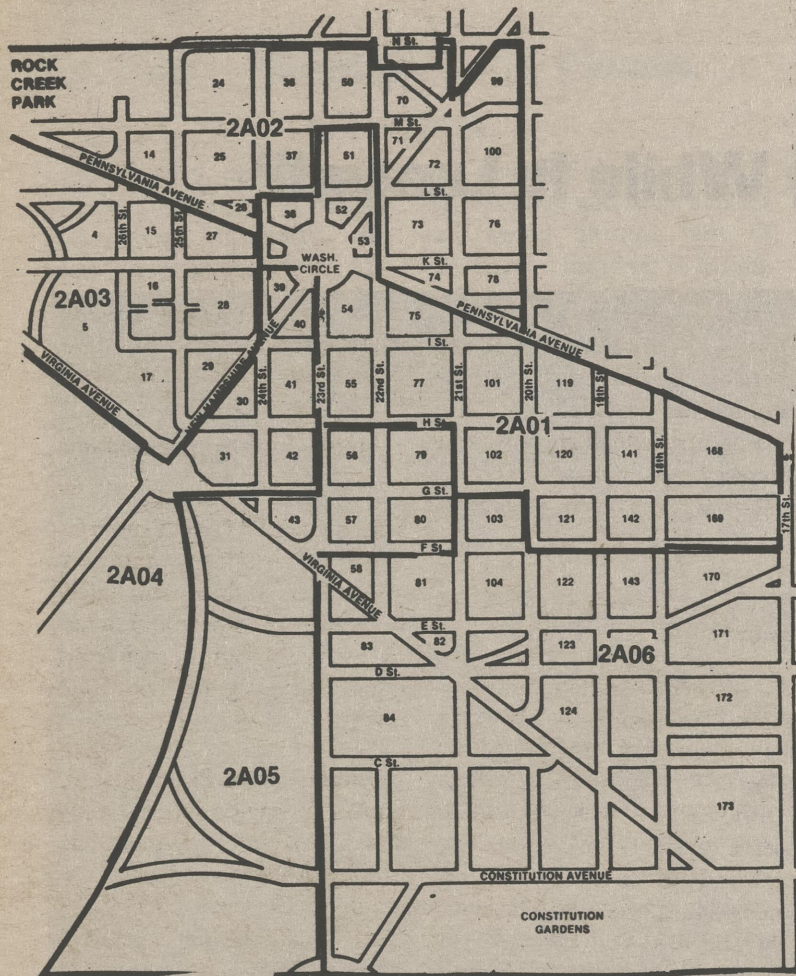 N St.
ROCK
CREEK
PARK
24
36
50
99
70
2A02
M St.
71
14
25
37
51
72
100
PENNSYLVANIA AVENUE
L St.
26
38
52
4
26th St.
15
25th St.
27
73
76
53
WASH.
CIRCLE
K St.
74
78
16
39
2A03
28
54
75
PENNSYLVANIA AVENUE
5
40
I St.
VIRGINIA AVENUE
17
29
NEW HAMPSHIRE AVENUE
30
24th St.
41
23rd St.
55
22nd St.
77
21st St.
101
20th St.
119
19th St.
H St.
2A01
31
42
56
79
102
120
141
18th St.
168
G St.
43
57
80
103
121
142
169
17th St.
F St.
VIRGINIA AVENUE
58
2A04
81
104
122
143
170
E St.
83
82
123
2A06
171
D St.
84
124
172
C St.
2A05
173
CONSTITUTION AVENUE
CONSTITUTION
GARDENS